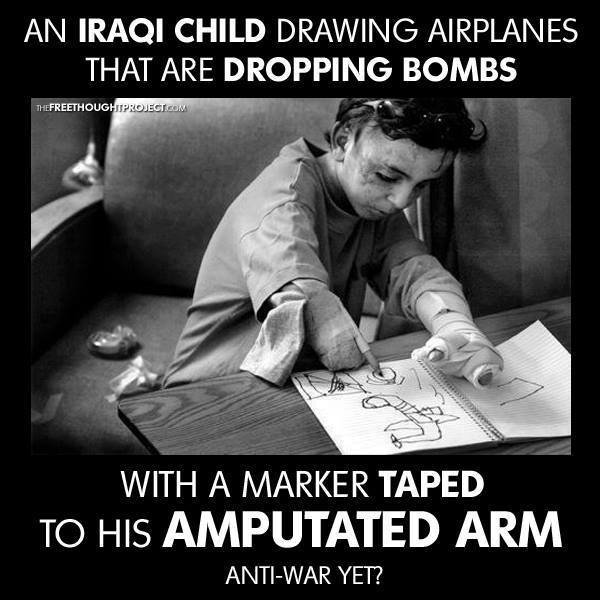 AN IRAQI CHILD DRAWING AIRPLANES
THAT ARE DROPPING BOMBS
THEFREETHOUGHTPROJECT.COM
WITH A MARKER TAPED
TO HIS AMPUTATED ARM
ANTI-WAR YET?